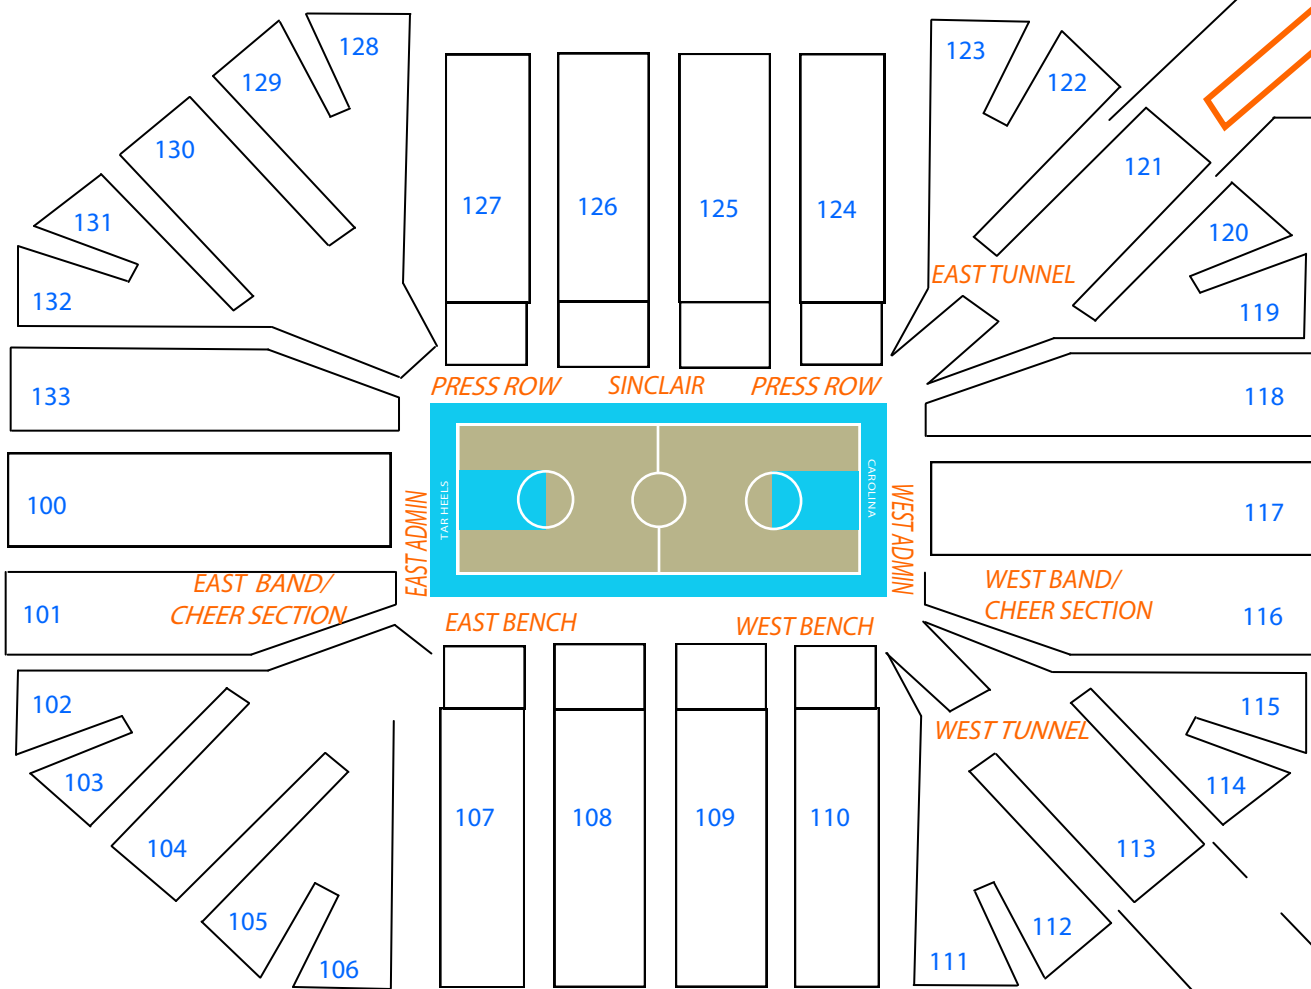 128
123
129
122
130
121
131
127
126
125
124
120
132
EAST TUNNEL
119
PRESS ROW
SINCLAIR
PRESS ROW
133
118
100
EAST ADMIN
TAR HEELS
CAROLINA
WEST ADMIN
117
101
EAST BAND/
CHEER SECTION
WEST BAND/
CHEER SECTION
116
EAST BENCH
WEST BENCH
102
115
WEST TUNNEL
103
114
104
107
108
109
110
113
105
112
106
111